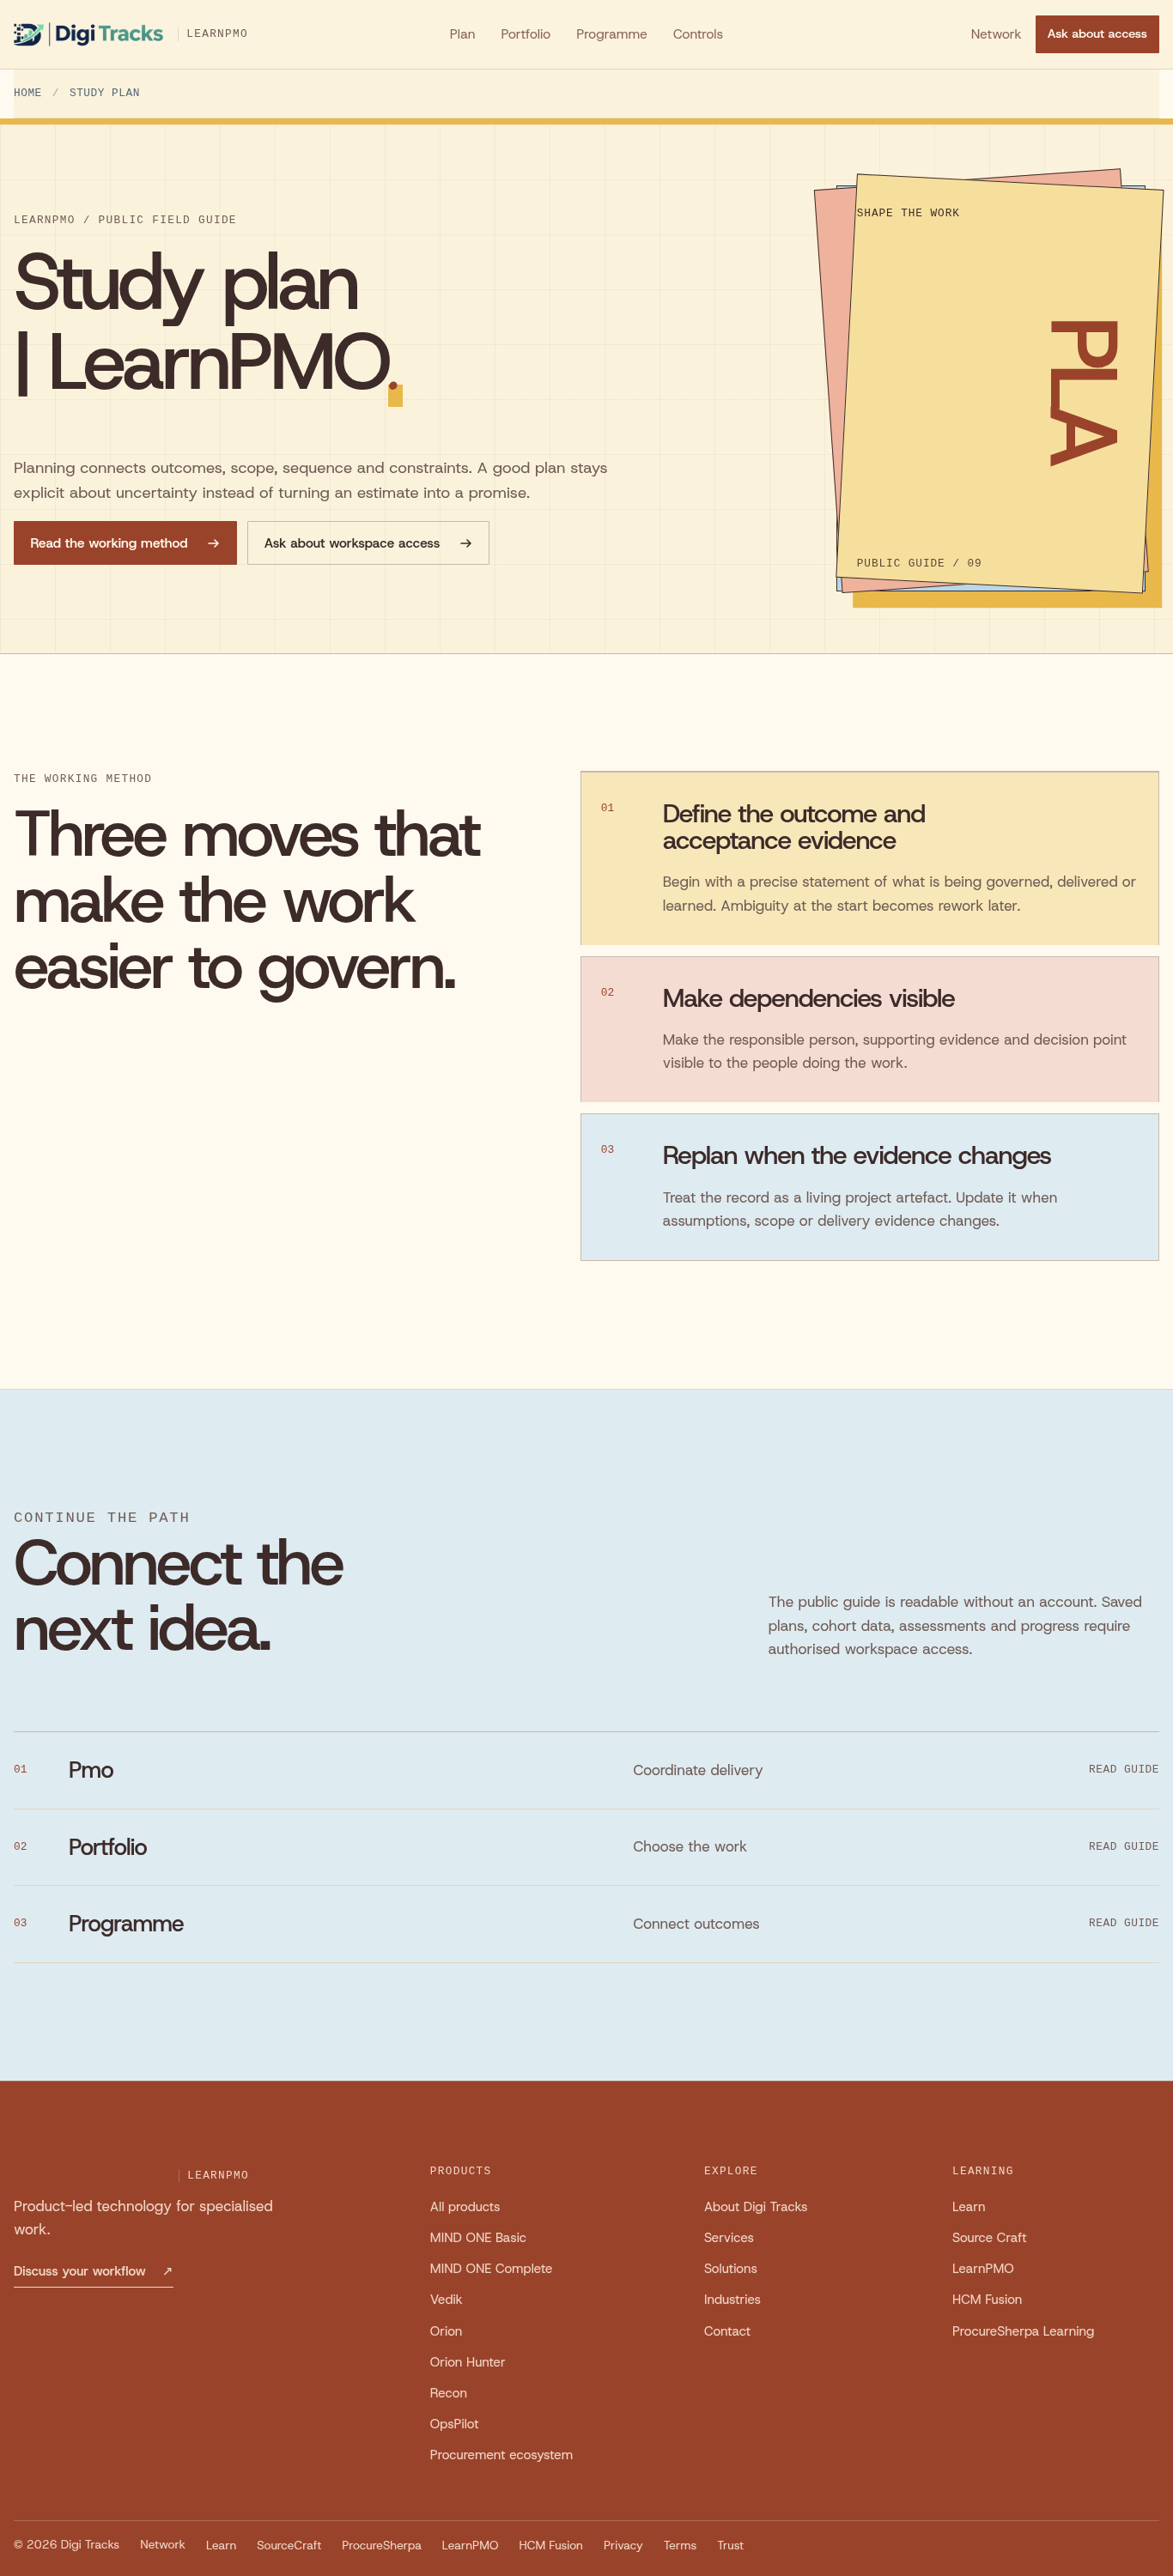 Digi Tracks
LEARNPMO
Plan
Portfolio
Programme
Controls
Network
Ask about access
HOME / STUDY PLAN
LEARNPMO / PUBLIC FIELD GUIDE
Study plan
| LearnPMO.
Planning connects outcomes, scope, sequence and constraints. A good plan stays
explicit about uncertainty instead of turning an estimate into a promise.
Read the working method →
Ask about workspace access →
SHAPE THE WORK
PLA
PUBLIC GUIDE / 09
THE WORKING METHOD
Three moves that
make the work
easier to govern.
01
Define the outcome and
acceptance evidence
Begin with a precise statement of what is being governed, delivered or
learned. Ambiguity at the start becomes rework later.
02
Make dependencies visible
Make the responsible person, supporting evidence and decision point
visible to the people doing the work.
03
Replan when the evidence changes
Treat the record as a living project artefact. Update it when
assumptions, scope or delivery evidence changes.
CONTINUE THE PATH
Connect the
next idea.
The public guide is readable without an account. Saved
plans, cohort data, assessments and progress require
authorised workspace access.
01 Pmo Coordinate delivery READ GUIDE
02 Portfolio Choose the work READ GUIDE
03 Programme Connect outcomes READ GUIDE
LEARNPMO
Product-led technology for specialised
work.
Discuss your workflow ↗
PRODUCTS
All products
MIND ONE Basic
MIND ONE Complete
Vedik
Orion
Orion Hunter
Recon
OpsPilot
Procurement ecosystem
EXPLORE
About Digi Tracks
Services
Solutions
Industries
Contact
LEARNING
Learn
Source Craft
LearnPMO
HCM Fusion
ProcureSherpa Learning
© 2026 Digi Tracks Network Learn SourceCraft ProcureSherpa LearnPMO HCM Fusion Privacy Terms Trust